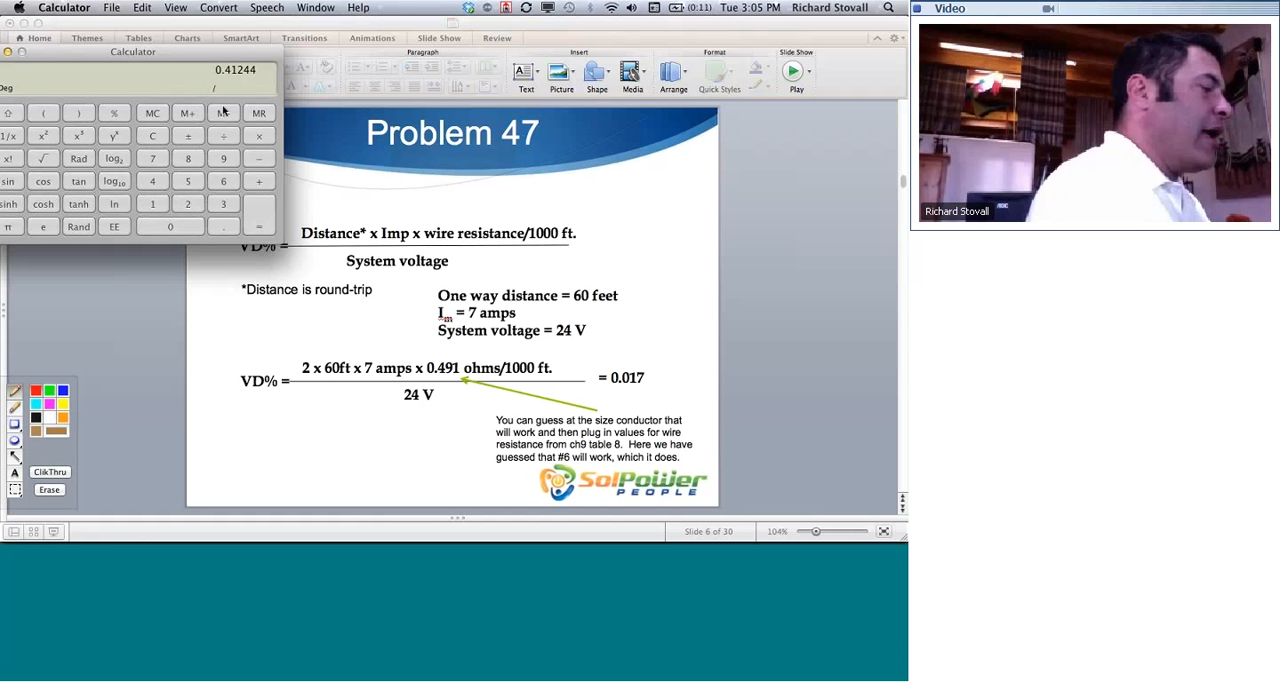 Calculator File Edit View Convert Speech Window Help (0:11) Tue 3:05 PM Richard Stovall
Video
Home Themes Tables Charts SmartArt Transitions Animations Slide Show Review
Calculator
Paragraph Insert Format Slide Show
Text Picture Shape Media Arrange Quick Styles Play
0.41244
Deg /
( ) % MC M+ MR
1/x x² x³ yˣ C ± ÷ ×
x! √ Rad log₂ 7 8 9 −
sin cos tan log₁₀ 4 5 6 +
sinh cosh tanh ln 1 2 3
π e Rand EE 0 . =
Problem 47
Distance* x Imp x wire resistance/1000 ft.
VD% =
System voltage
*Distance is round-trip
One way distance = 60 feet
Im = 7 amps
System voltage = 24 V
2 x 60ft x 7 amps x 0.491 ohms/1000 ft.
VD% = = 0.017
24 V
You can guess at the size conductor that
will work and then plug in values for wire
resistance from ch9 table 8. Here we have
guessed that #6 will work, which it does.
SolPower
PEOPLE
A ClikThru
Erase
Slide 6 of 30 104%
Richard Stovall